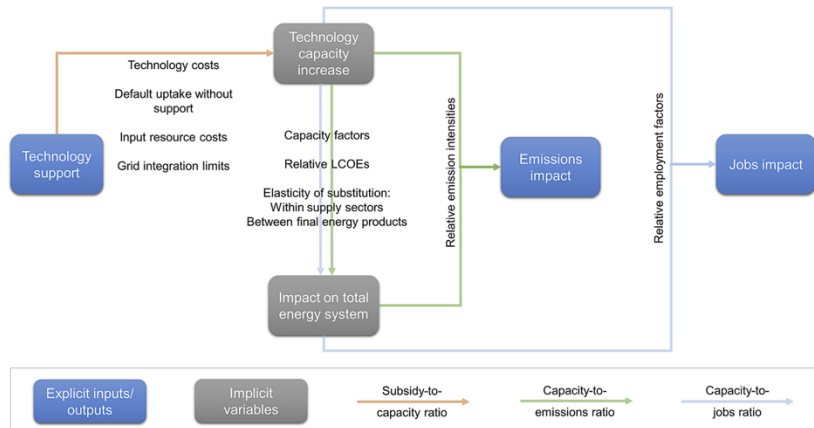 Technology
capacity
increase
Technology costs
Default uptake without
support
Input resource costs
Grid integration limits
Technology
support
Capacity factors
Relative LCOEs
Elasticity of substitution:
Within supply sectors
Between final energy products
Relative emission intensities
Emissions
impact
Relative employment factors
Jobs impact
Impact on total
energy system
Explicit inputs/
outputs
Implicit
variables
Subsidy-to-
capacity ratio
Capacity-to-
emissions ratio
Capacity-to-
jobs ratio